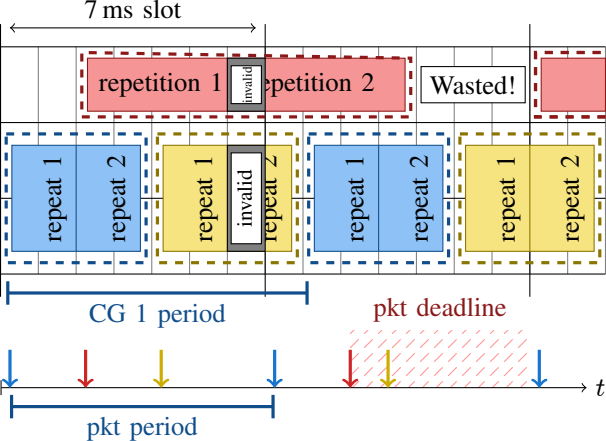 7 ms slot
repetition 1
invalid
epetition 2
Wasted!
repeat 1
repeat 2
repeat 1
invalid
repeat 2
repeat 1
repeat 2
repeat 1
repeat 2
CG 1 period
pkt deadline
t
pkt period